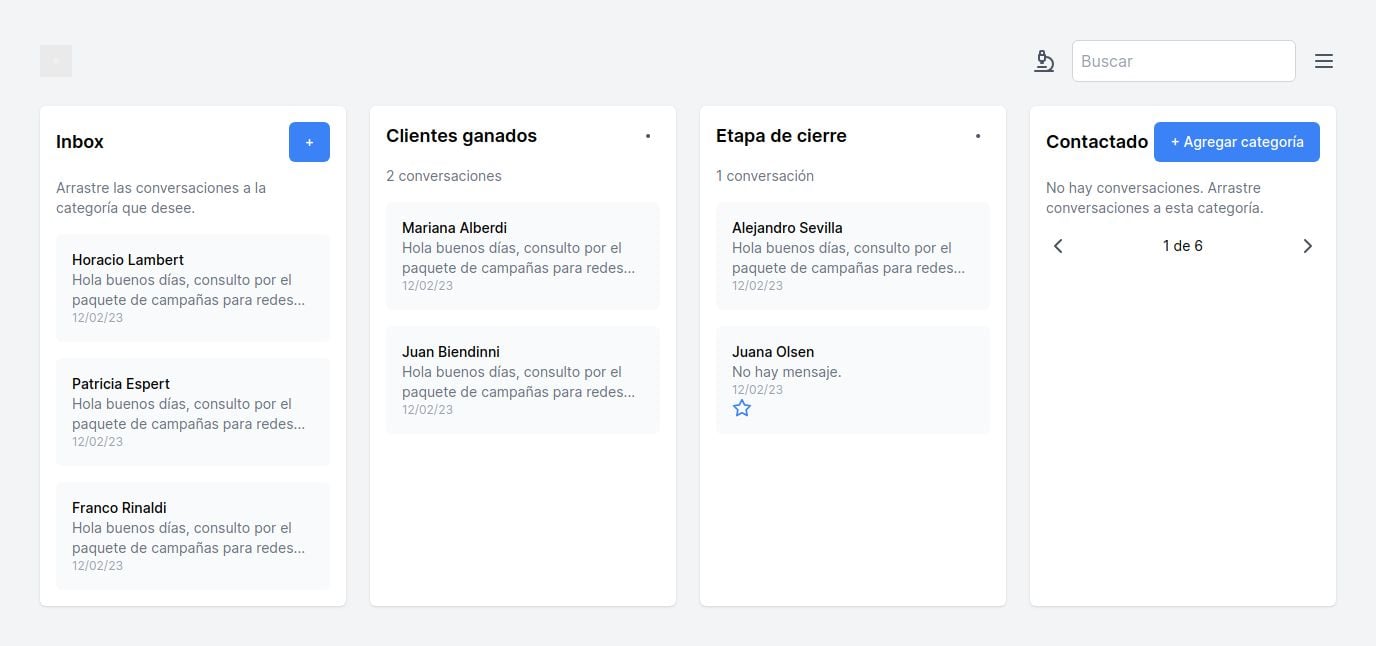 Buscar
Inbox
+
Arrastre las conversaciones a la
categoría que desee.
Horacio Lambert
Hola buenos días, consulto por el
paquete de campañas para redes...
12/02/23
Patricia Espert
Hola buenos días, consulto por el
paquete de campañas para redes...
12/02/23
Franco Rinaldi
Hola buenos días, consulto por el
paquete de campañas para redes...
12/02/23
Clientes ganados
2 conversaciones
Mariana Alberdi
Hola buenos días, consulto por el
paquete de campañas para redes...
12/02/23
Juan Biendinni
Hola buenos días, consulto por el
paquete de campañas para redes...
12/02/23
Etapa de cierre
1 conversación
Alejandro Sevilla
Hola buenos días, consulto por el
paquete de campañas para redes...
12/02/23
Juana Olsen
No hay mensaje.
12/02/23
Contactado
+ Agregar categoría
No hay conversaciones. Arrastre
conversaciones a esta categoría.
1 de 6